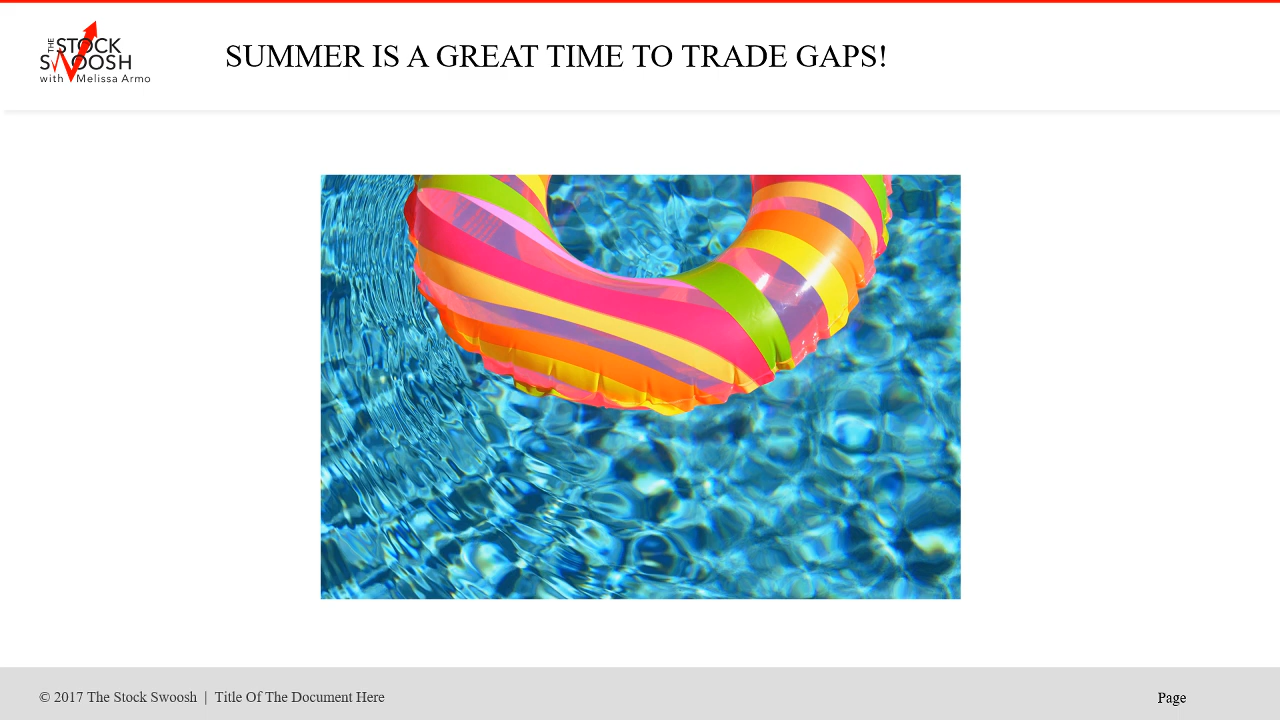 THE STOCK SWOOSH
with Melissa Armo
SUMMER IS A GREAT TIME TO TRADE GAPS!
© 2017 The Stock Swoosh | Title Of The Document Here
Page